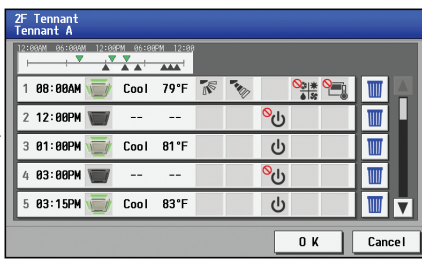 2F Tennant
Tennant A
12:00AM 06:00AM 12:00PM 06:00PM 12:00
1 08:00AM Cool 79°F
2 12:00PM -- --
3 01:00PM Cool 81°F
4 03:00PM -- --
5 03:15PM Cool 83°F
OK Cancel